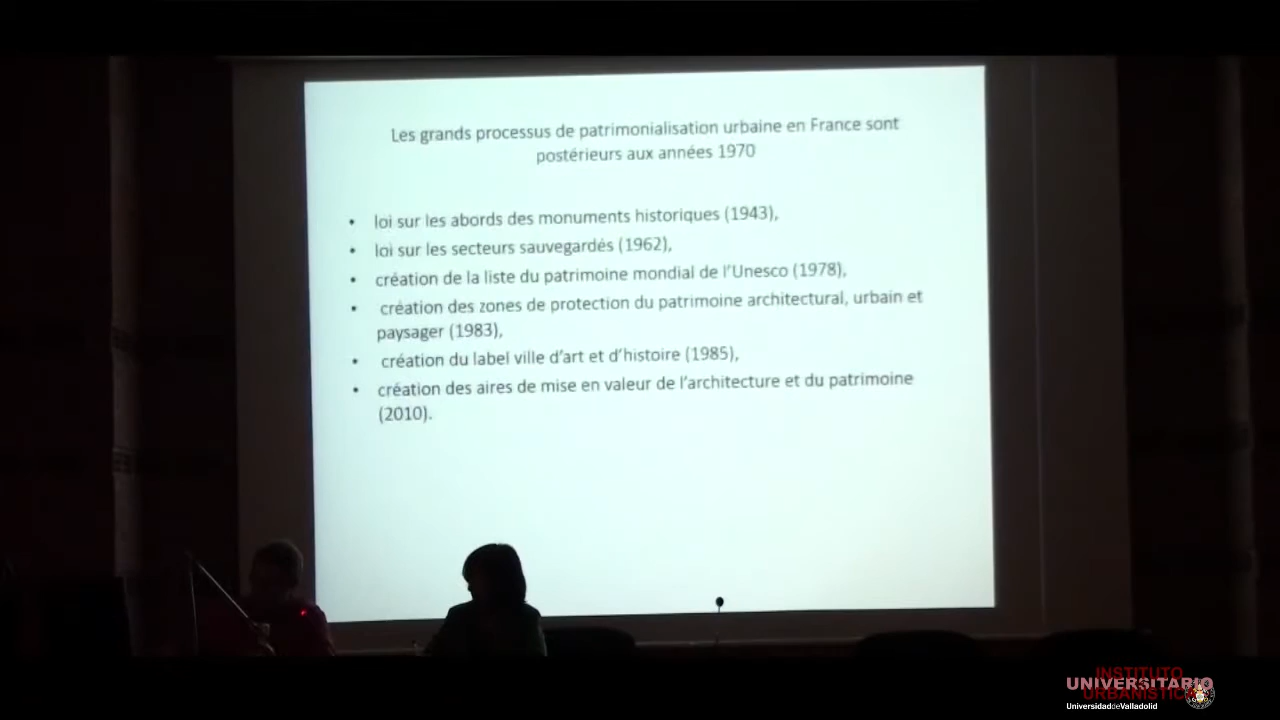 Les grands processus de patrimonialisation urbaine en France sont
postérieurs aux années 1970
• loi sur les abords des monuments historiques (1943),
• loi sur les secteurs sauvegardés (1962),
• création de la liste du patrimoine mondial de l'Unesco (1978),
• création des zones de protection du patrimoine architectural, urbain et
paysager (1983),
• création du label ville d'art et d'histoire (1985),
• création des aires de mise en valeur de l'architecture et du patrimoine
(2010).
INSTITUTO
UNIVERSITARIO
URBANÍSTICA
UniversidaddeValladolid